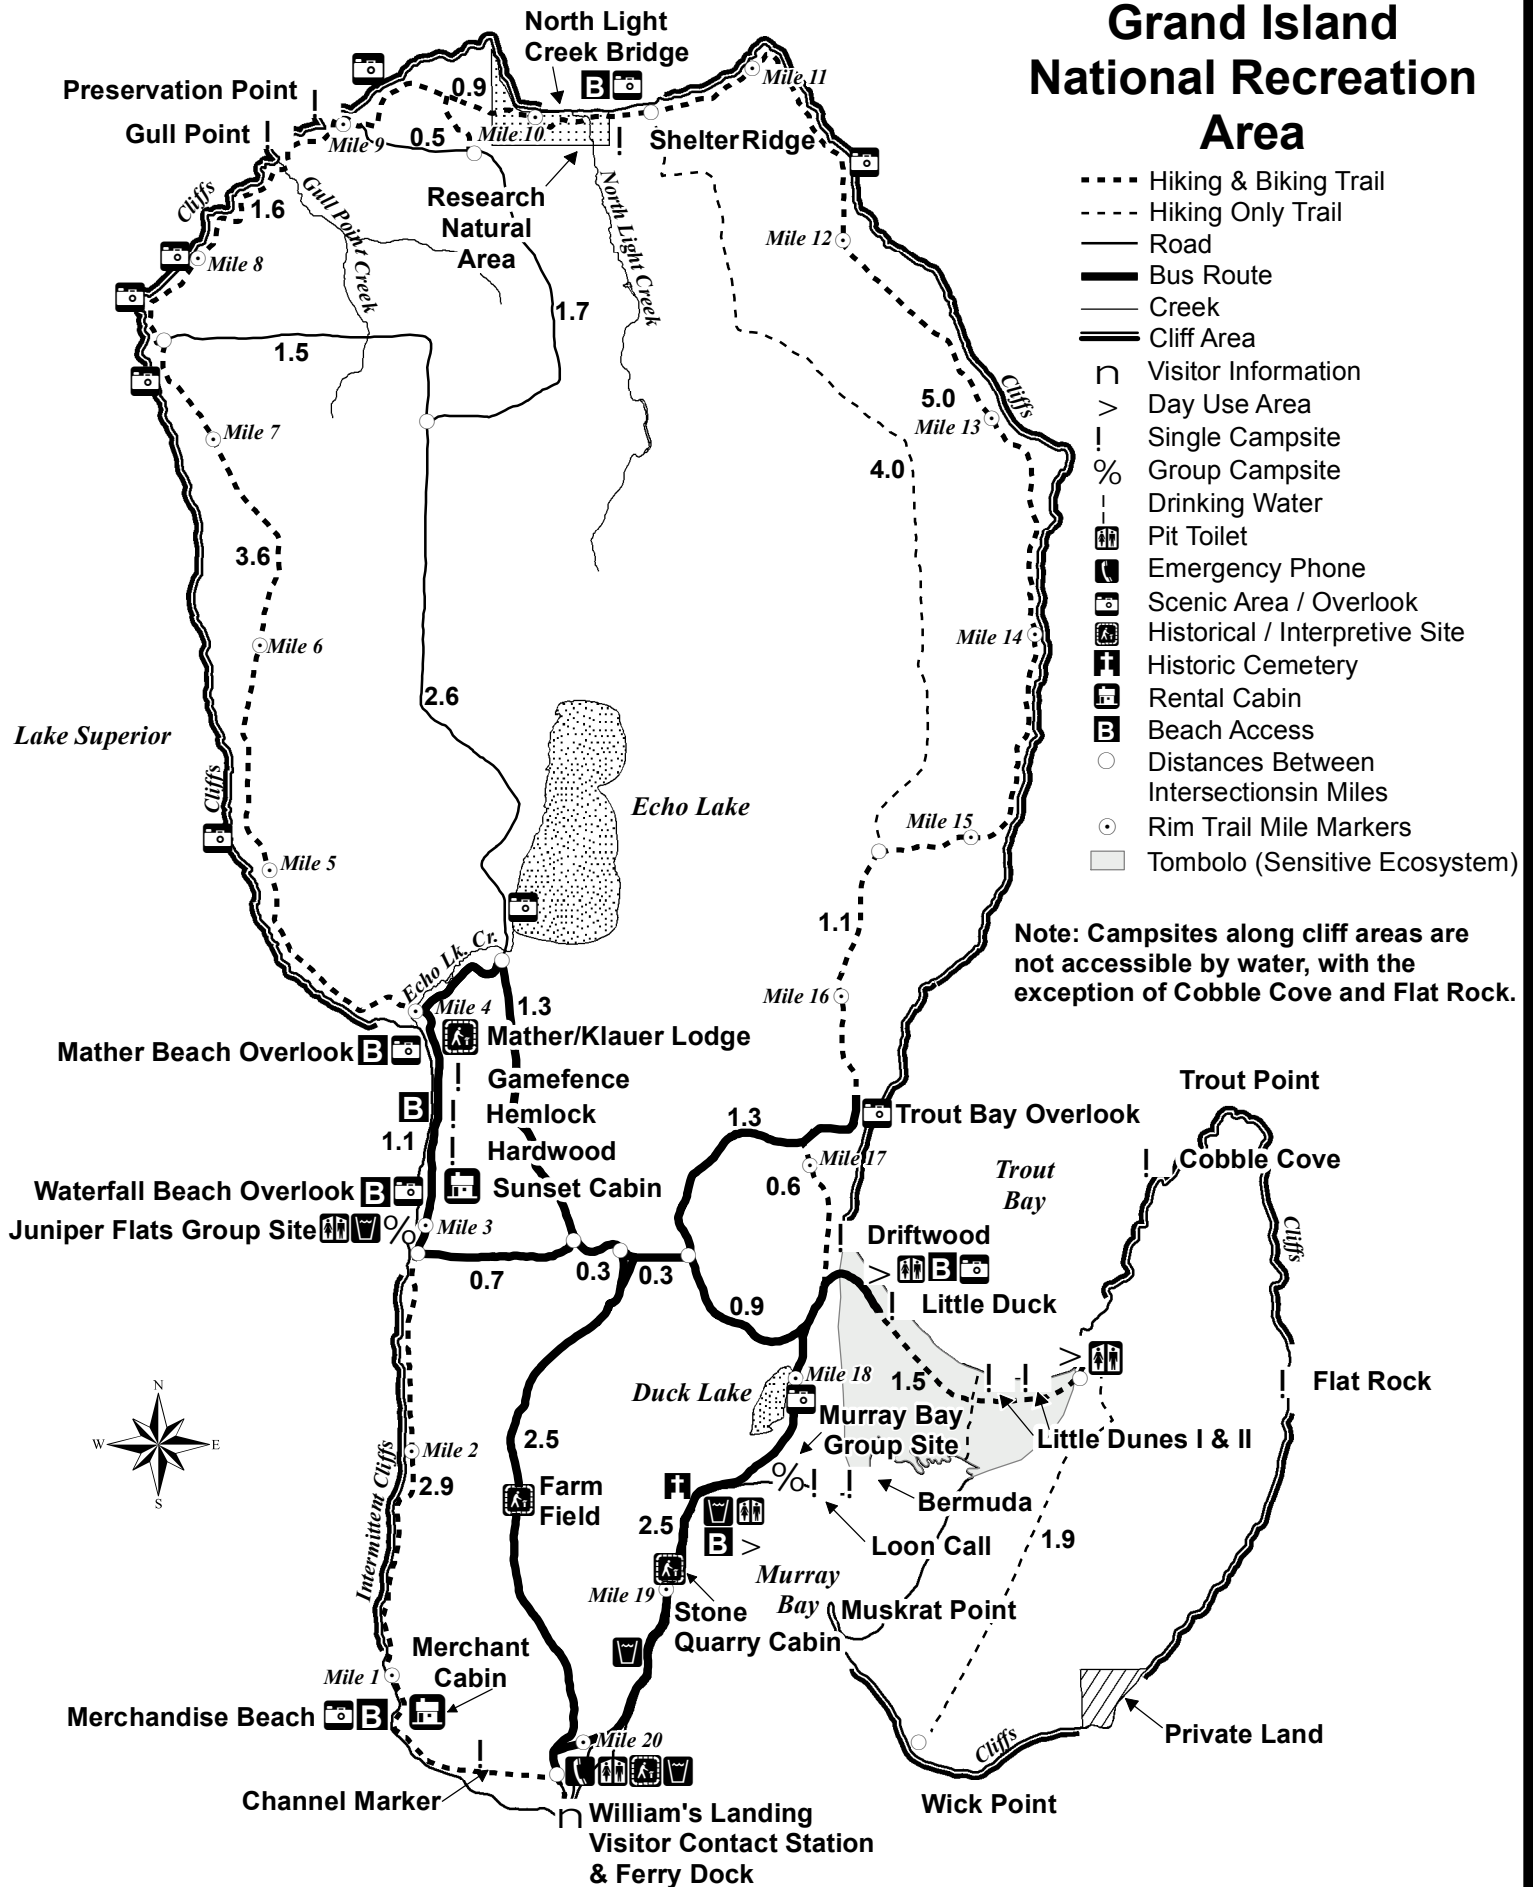 Grand Island
National Recreation
Area
Hiking & Biking Trail
Hiking Only Trail
Road
Bus Route
Creek
Cliff Area
n Visitor Information
> Day Use Area
! Single Campsite
% Group Campsite
¦ Drinking Water
Pit Toilet
Emergency Phone
Scenic Area / Overlook
Historical / Interpretive Site
Historic Cemetery
Rental Cabin
B Beach Access
Distances Between
Intersectionsin Miles
Rim Trail Mile Markers
Tombolo (Sensitive Ecosystem)
Note: Campsites along cliff areas are
not accessible by water, with the
exception of Cobble Cove and Flat Rock.
North Light
Creek Bridge
B
Preservation Point !
Gull Point !
0.9
Mile 9
0.5
Mile 10
!
Shelter Ridge
Mile 11
Research
Natural
Area
Cliffs
1.6
Gull Point Creek
North Light Creek
Mile 8
Mile 12
1.7
1.5
Cliffs
5.0
Mile 13
Mile 7
4.0
3.6
Mile 6
Mile 14
2.6
Lake Superior
Cliffs
Echo Lake
Mile 15
Mile 5
1.1
Echo Lk. Cr.
Mile 4
1.3
Mile 16
Mather/Klauer Lodge
Mather Beach Overlook B
! Gamefence
B ! Hemlock
1.1
! Hardwood
1.3
Trout Bay Overlook
Trout Point
! Cobble Cove
Mile 17
Trout
Bay
0.6
Waterfall Beach Overlook B
Sunset Cabin
Juniper Flats Group Site %
Mile 3
Cliffs
! Driftwood
> B
0.7
0.3
0.3
0.9
! Little Duck
>
Duck Lake
Mile 18
1.5
! !
! Flat Rock
Murray Bay
Group Site
Little Dunes I & II
N
W E
S
Intermittent Cliffs
Mile 2
2.9
2.5
Farm
Field
% ! !
Bermuda
2.5
B >
Loon Call
1.9
Murray
Bay
Mile 19
Stone
Quarry Cabin
Muskrat Point
Mile 1
Merchant
Cabin
Merchandise Beach B
Private Land
Mile 20
!
Cliffs
Channel Marker
Wick Point
n William's Landing
Visitor Contact Station
& Ferry Dock